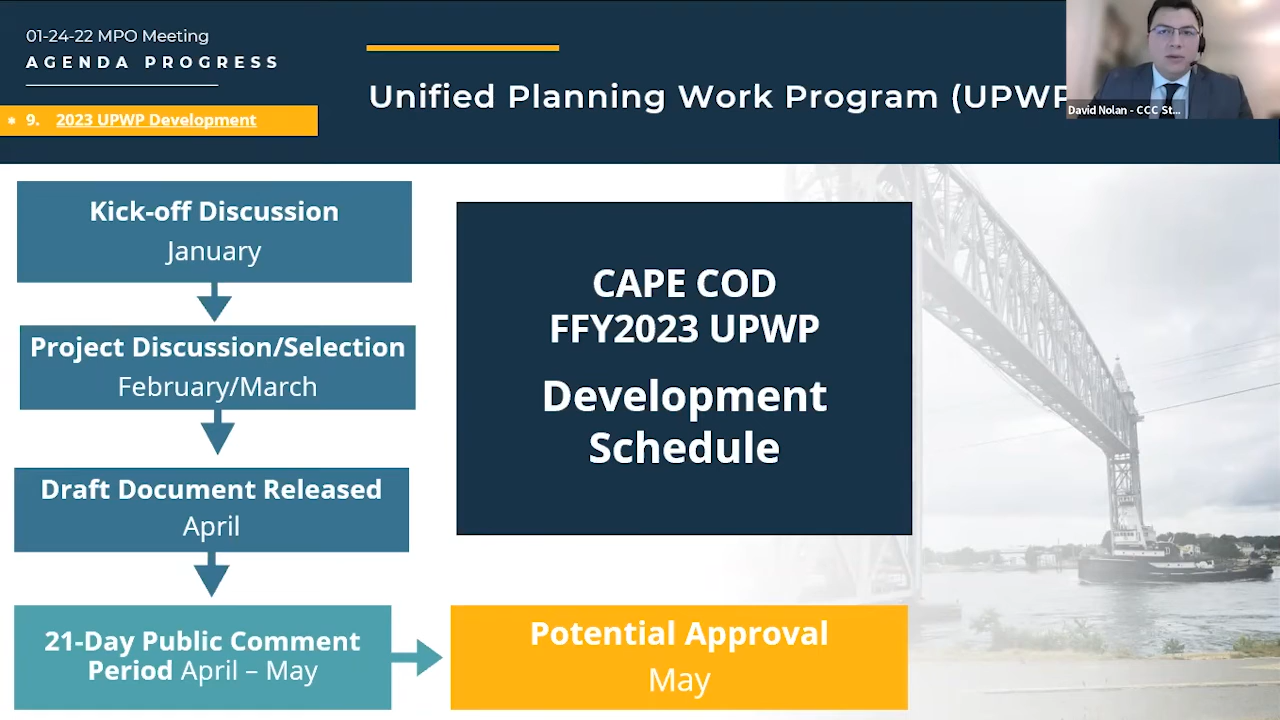 01-24-22 MPO Meeting
AGENDA PROGRESS
* 9. 2023 UPWP Development
Unified Planning Work Program (UPWP
David Nolan - CCC St...
Kick-off Discussion
January
Project Discussion/Selection
February/March
Draft Document Released
April
21-Day Public Comment
Period April – May
CAPE COD
FFY2023 UPWP
Development
Schedule
Potential Approval
May